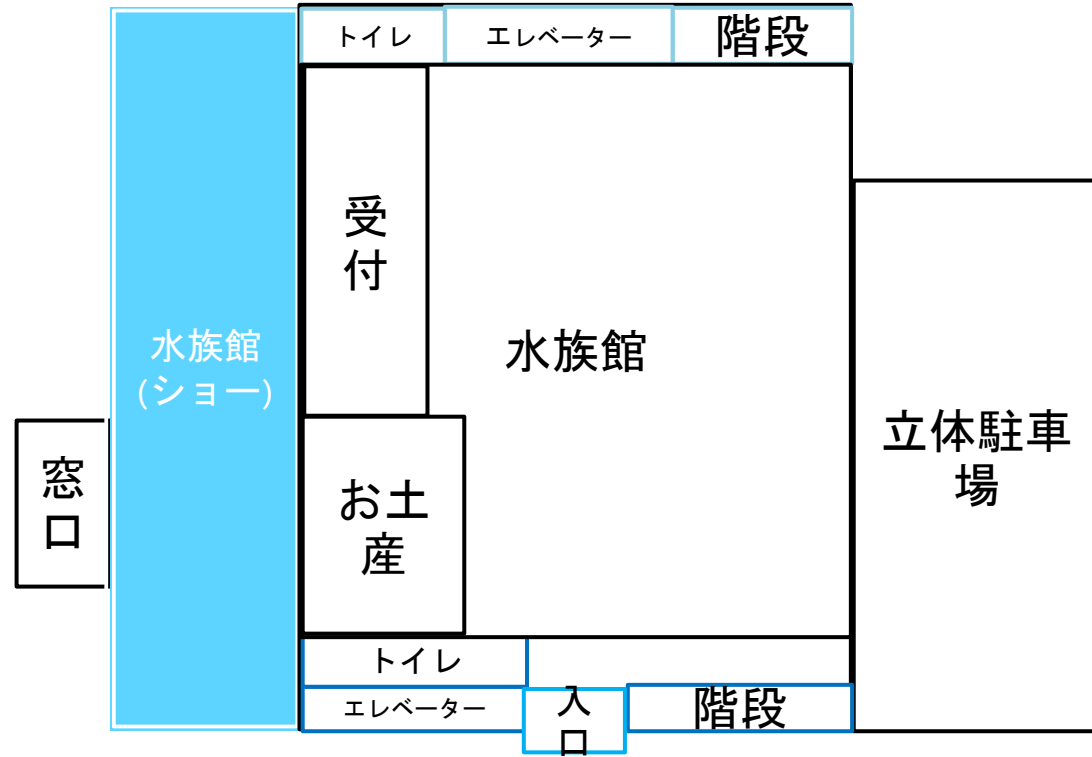 トイレ
エレベーター
階段
受
付
水族館
(ショー)
水族館
立体駐車
場
窓
口
お土
産
トイレ
エレベーター
入
口
階段